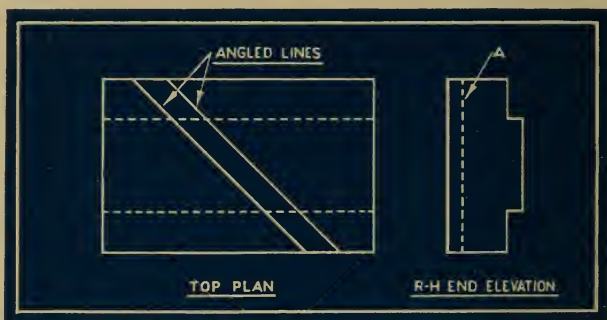 ANGLED LINES
A
TOP PLAN
R-H END ELEVATION